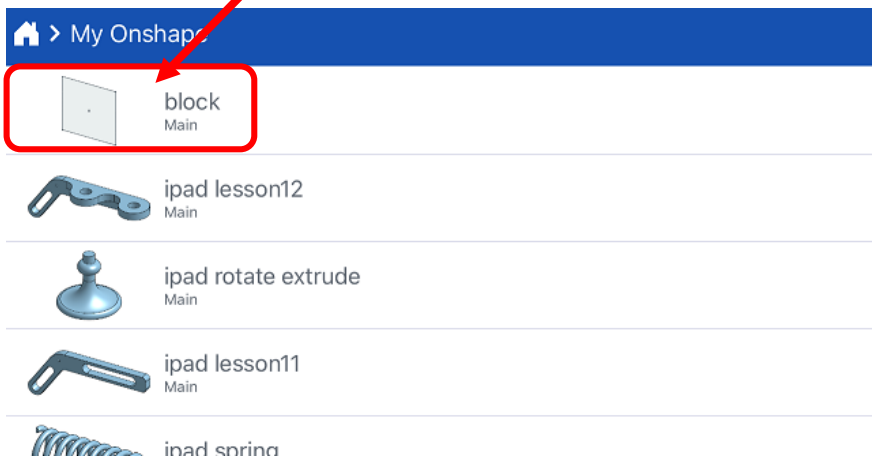 My Onshape
block
Main
ipad lesson12
Main
ipad rotate extrude
Main
ipad lesson11
Main
ipad spring